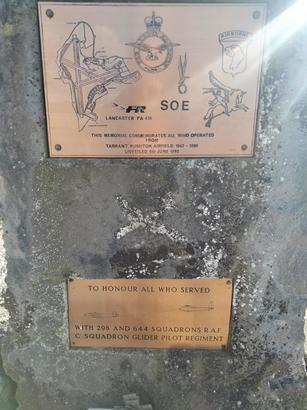 AIRBORNE
FR
SOE
LANCASTER PA 474
THIS MEMORIAL COMMEMORATES ALL WHO OPERATED
FROM
TARRANT RUSHTON AIRFIELD 1943 - 1980
UNVEILED 6th JUNE 1982
TO HONOUR ALL WHO SERVED
WITH 298 AND 644 SQUADRONS R.A.F.
C SQUADRON GLIDER PILOT REGIMENT